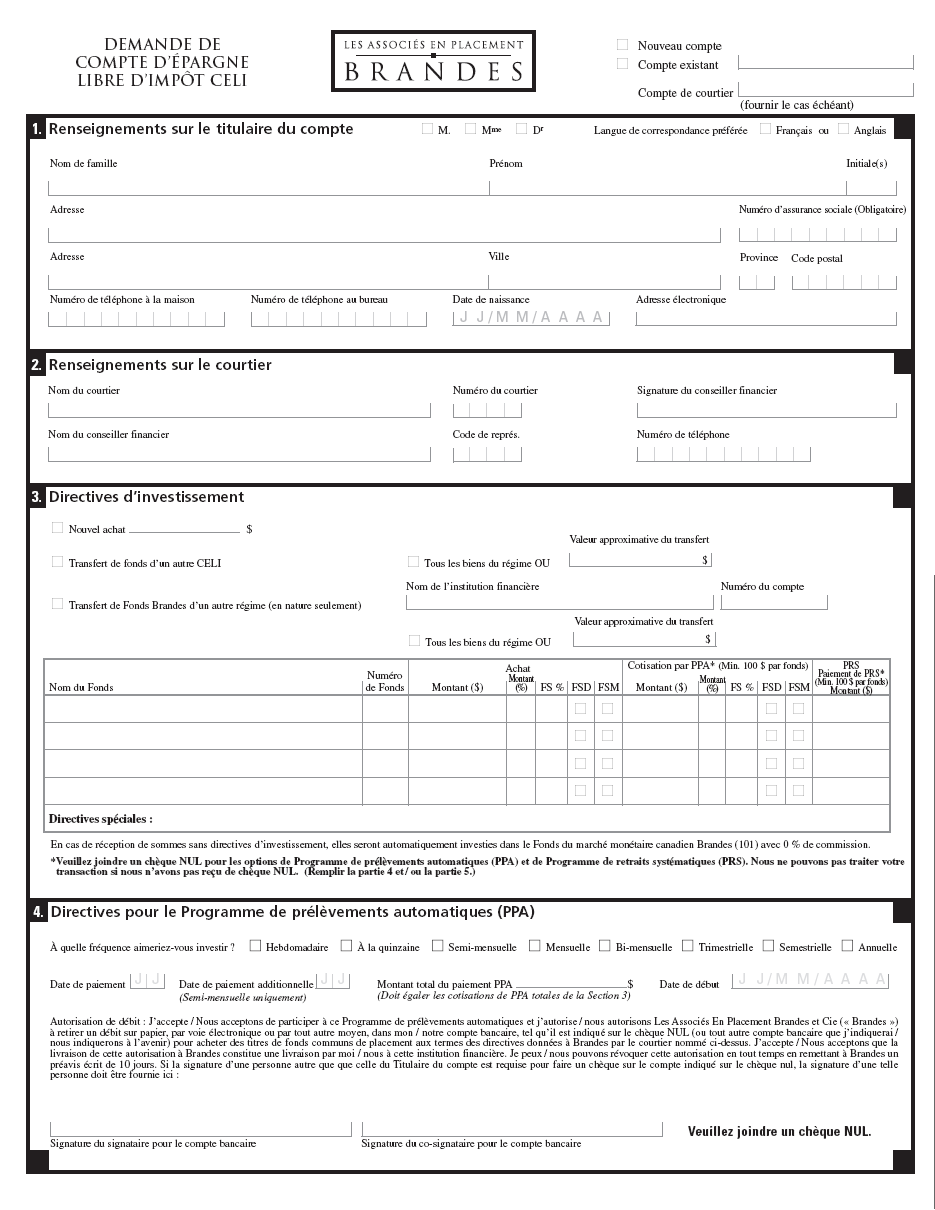 DEMANDE DE
COMPTE D'ÉPARGNE
LIBRE D'IMPÔT CELI
LES ASSOCIÉS EN PLACEMENT
BRANDES
Nouveau compte
Compte existant
Compte de courtier
(fournir le cas échéant)
1. Renseignements sur le titulaire du compte M. Mme Dr Langue de correspondance préférée Français ou Anglais
Nom de famille Prénom Initiale(s)
Adresse Numéro d'assurance sociale (Obligatoire)
Adresse Ville Province Code postal
Numéro de téléphone à la maison Numéro de téléphone au bureau Date de naissance Adresse électronique
J J/M M/A A A A
2. Renseignements sur le courtier
Nom du courtier Numéro du courtier Signature du conseiller financier
Nom du conseiller financier Code de représ. Numéro de téléphone
3. Directives d'investissement
Nouvel achat $
Valeur approximative du transfert
Transfert de fonds d'un autre CELI Tous les biens du régime OU $
Nom de l'institution financière Numéro du compte
Transfert de Fonds Brandes d'un autre régime (en nature seulement)
Valeur approximative du transfert
Tous les biens du régime OU $
Achat Cotisation par PPA* (Min. 100 $ par fonds) PRS
Paiement de PRS*
(Min. 100 $ par fonds)
Montant ($)
Nom du Fonds Numéro de Fonds Montant ($) Montant (%) FS % FSD FSM Montant ($) Montant (%) FS % FSD FSM
Directives spéciales :
En cas de réception de sommes sans directives d'investissement, elles seront automatiquement investies dans le Fonds du marché monétaire canadien Brandes (101) avec 0 % de commission.
*Veuillez joindre un chèque NUL pour les options de Programme de prélèvements automatiques (PPA) et de Programme de retraits systématiques (PRS). Nous ne pouvons pas traiter votre
transaction si nous n'avons pas reçu de chèque NUL. (Remplir la partie 4 et / ou la partie 5.)
4. Directives pour le Programme de prélèvements automatiques (PPA)
À quelle fréquence aimeriez-vous investir ? Hebdomadaire À la quinzaine Semi-mensuelle Mensuelle Bi-mensuelle Trimestrielle Semestrielle Annuelle
Date de paiement J J Date de paiement additionnelle J J Montant total du paiement PPA $ Date de début J J/M M/A A A A
(Semi-mensuelle uniquement) (Doit égaler les cotisations de PPA totales de la Section 3)
Autorisation de débit : J'accepte / Nous acceptons de participer à ce Programme de prélèvements automatiques et j'autorise / nous autorisons Les Associés En Placement Brandes et Cie (« Brandes »)
à retirer un débit sur papier, par voie électronique ou par tout autre moyen, dans mon / notre compte bancaire, tel qu'il est indiqué sur le chèque NUL (ou tout autre compte bancaire que j'indiquerai /
nous indiquerons à l'avenir) pour acheter des titres de fonds communs de placement aux termes des directives données à Brandes par le courtier nommé ci-dessus. J'accepte / Nous acceptons que la
livraison de cette autorisation à Brandes constitue une livraison par moi / nous à cette institution financière. Je peux / nous pouvons révoquer cette autorisation en tout temps en remettant à Brandes un
préavis écrit de 10 jours. Si la signature d'une personne autre que que celle du Titulaire du compte est requise pour faire un chèque sur le compte indiqué sur le chèque nul, la signature d'une telle
personne doit être fournie ici :
Signature du signataire pour le compte bancaire Signature du co-signataire pour le compte bancaire Veuillez joindre un chèque NUL.